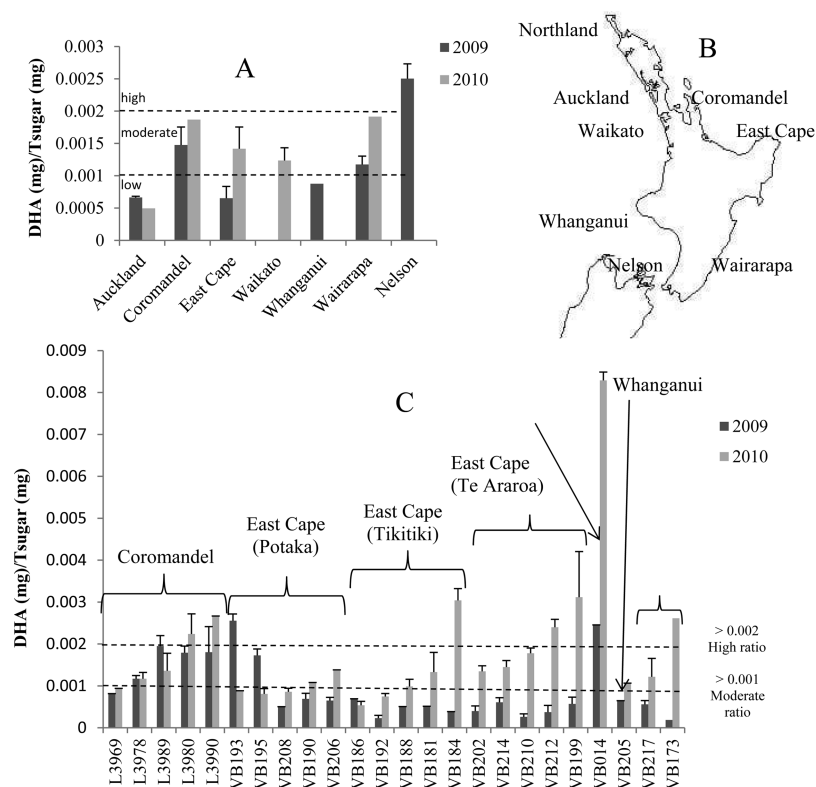 A
2009
2010
DHA (mg)/Tsugar (mg)
0.003
0.0025
0.002
0.0015
0.001
0.0005
0
high
moderate
low
Auckland
Coromandel
East Cape
Waikato
Whanganui
Wairarapa
Nelson
B
Northland
Auckland
Coromandel
Waikato
East Cape
Whanganui
Nelson
Wairarapa
C
2009
2010
DHA (mg)/Tsugar (mg)
0.009
0.008
0.007
0.006
0.005
0.004
0.003
0.002
0.001
0
Coromandel
East Cape
(Potaka)
East Cape
(Tikitiki)
East Cape
(Te Araroa)
Whanganui
> 0.002
High ratio
> 0.001
Moderate
ratio
L3969
L3978
L3989
L3980
L3990
VB193
VB195
VB208
VB190
VB206
VB186
VB192
VB188
VB181
VB184
VB202
VB214
VB210
VB212
VB199
VB014
VB205
VB217
VB173